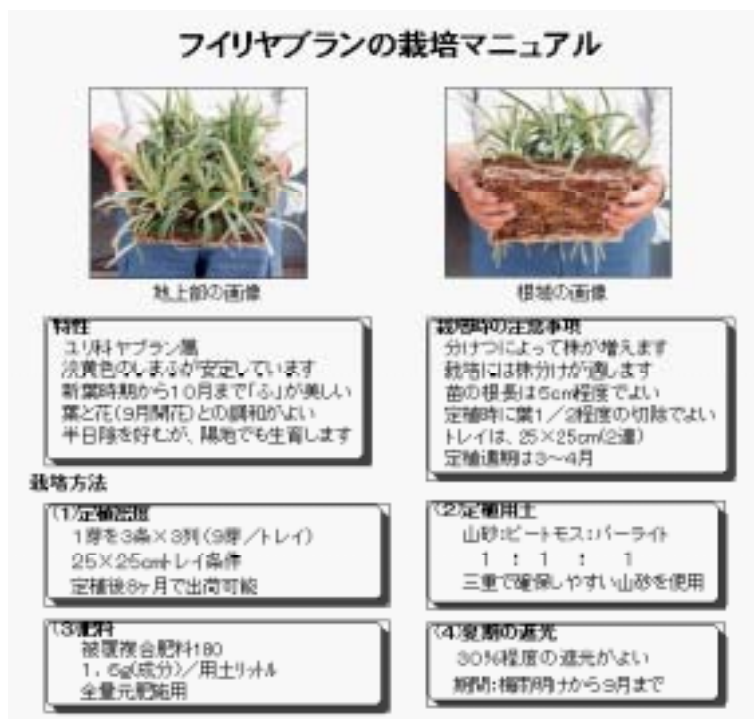 フイリヤブランの栽培マニュアル
地上部の画像
根域の画像
特性
ユリ科ヤブラン属
淡黄色のしまふが安定しています
新葉時期から10月まで「ふ」が美しい
葉と花(9月開花)との調和がよい
半日陰を好むが、陽地でも生育します
栽培時の注意事項
分けつによって株が増えます
栽培には株分けが適します
苗の根長は5cm程度でよい
定植時に葉1/2程度の切除でよい
トレイは、25×25cm(2連)
定植適期は3~4月
栽培方法
(1)定植密度
1芽を3条×3列(9芽/トレイ)
25×25cmトレイ条件
定植後8ヶ月で出荷可能
(2)定植用土
山砂:ピートモス:パーライト
1 : 1 : 1
三重で確保しやすい山砂を使用
(3)肥料
被覆複合肥料180
1.5g(成分)/用土リットル
全量元肥施用
(4)夏期の遮光
30%程度の遮光がよい
期間:梅雨明けから9月まで